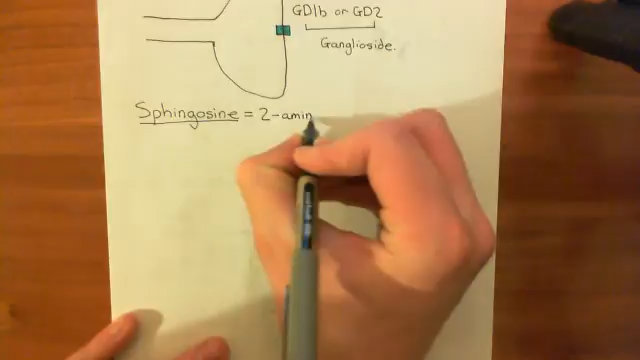 GD1b or GD2
Ganglioside.
Sphingosine = 2-amin